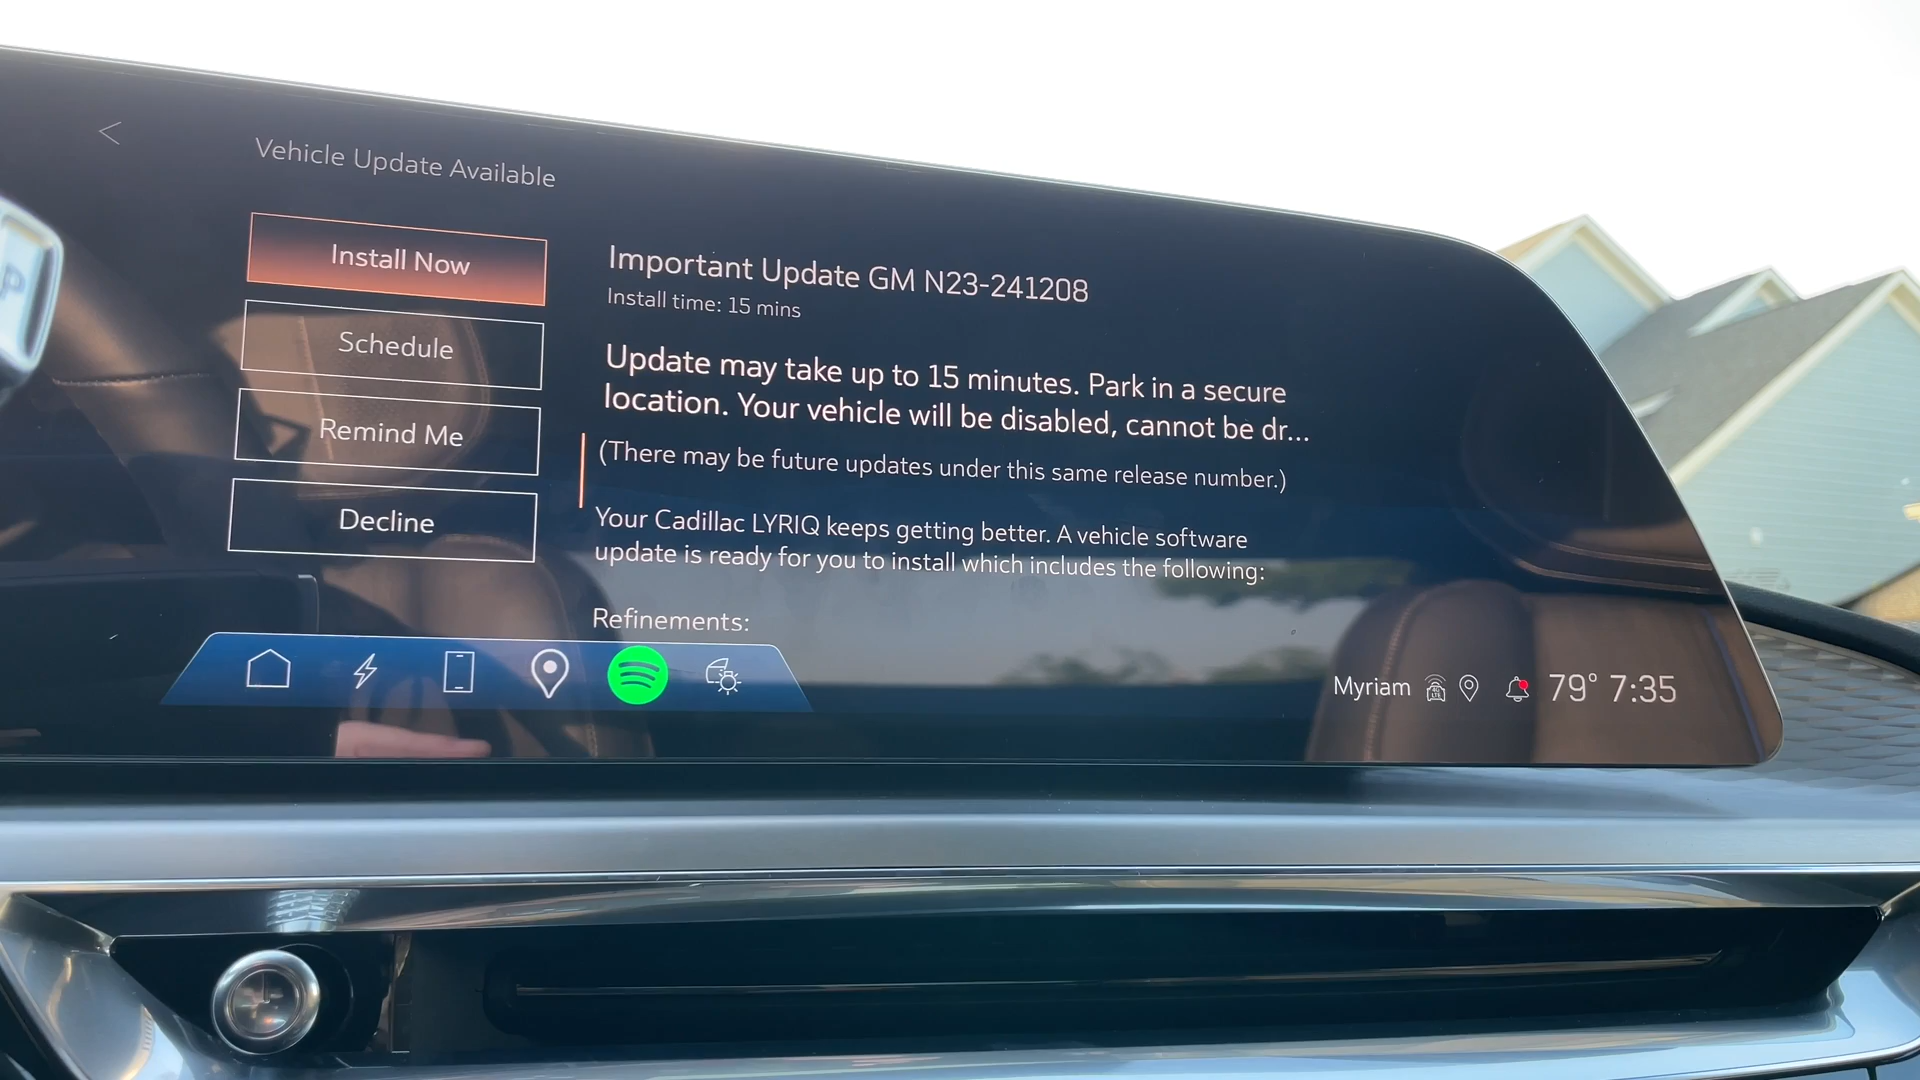 Vehicle Update Available
Install Now
Schedule
Remind Me
Decline
Important Update GM N23-241208
Install time: 15 mins
Update may take up to 15 minutes. Park in a secure
location. Your vehicle will be disabled, cannot be dr...
(There may be future updates under this same release number.)
Your Cadillac LYRIQ keeps getting better. A vehicle software
update is ready for you to install which includes the following:
Refinements:
Myriam
79° 7:35
P